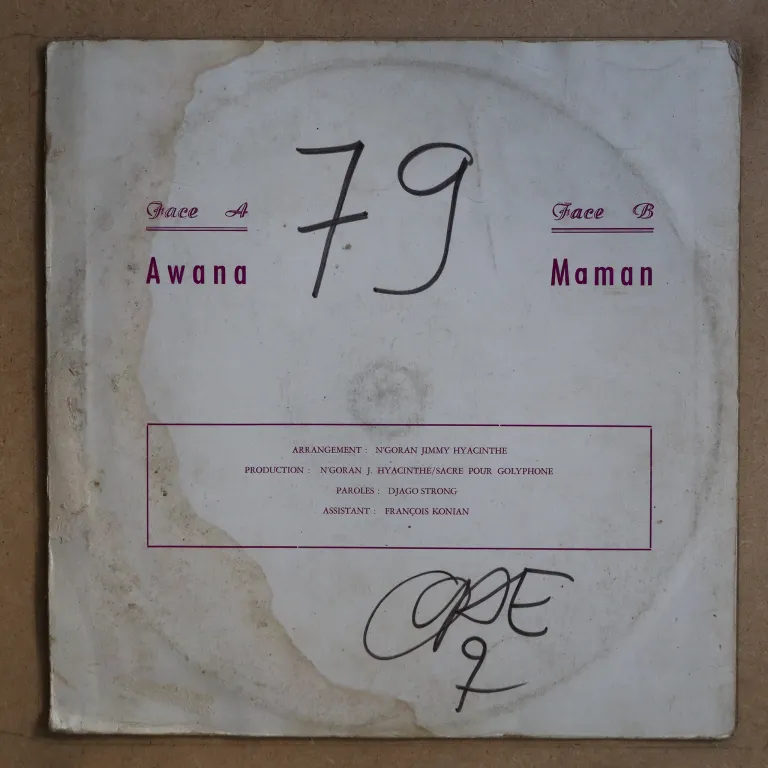 79
Face A Face B
Awana Maman
ARRANGEMENT : N'GORAN JIMMY HYACINTHE
PRODUCTION : N'GORAN J. HYACINTHE/SACRE POUR GOLYPHONE
PAROLES : DJAGO STRONG
ASSISTANT : FRANÇOIS KONIAN